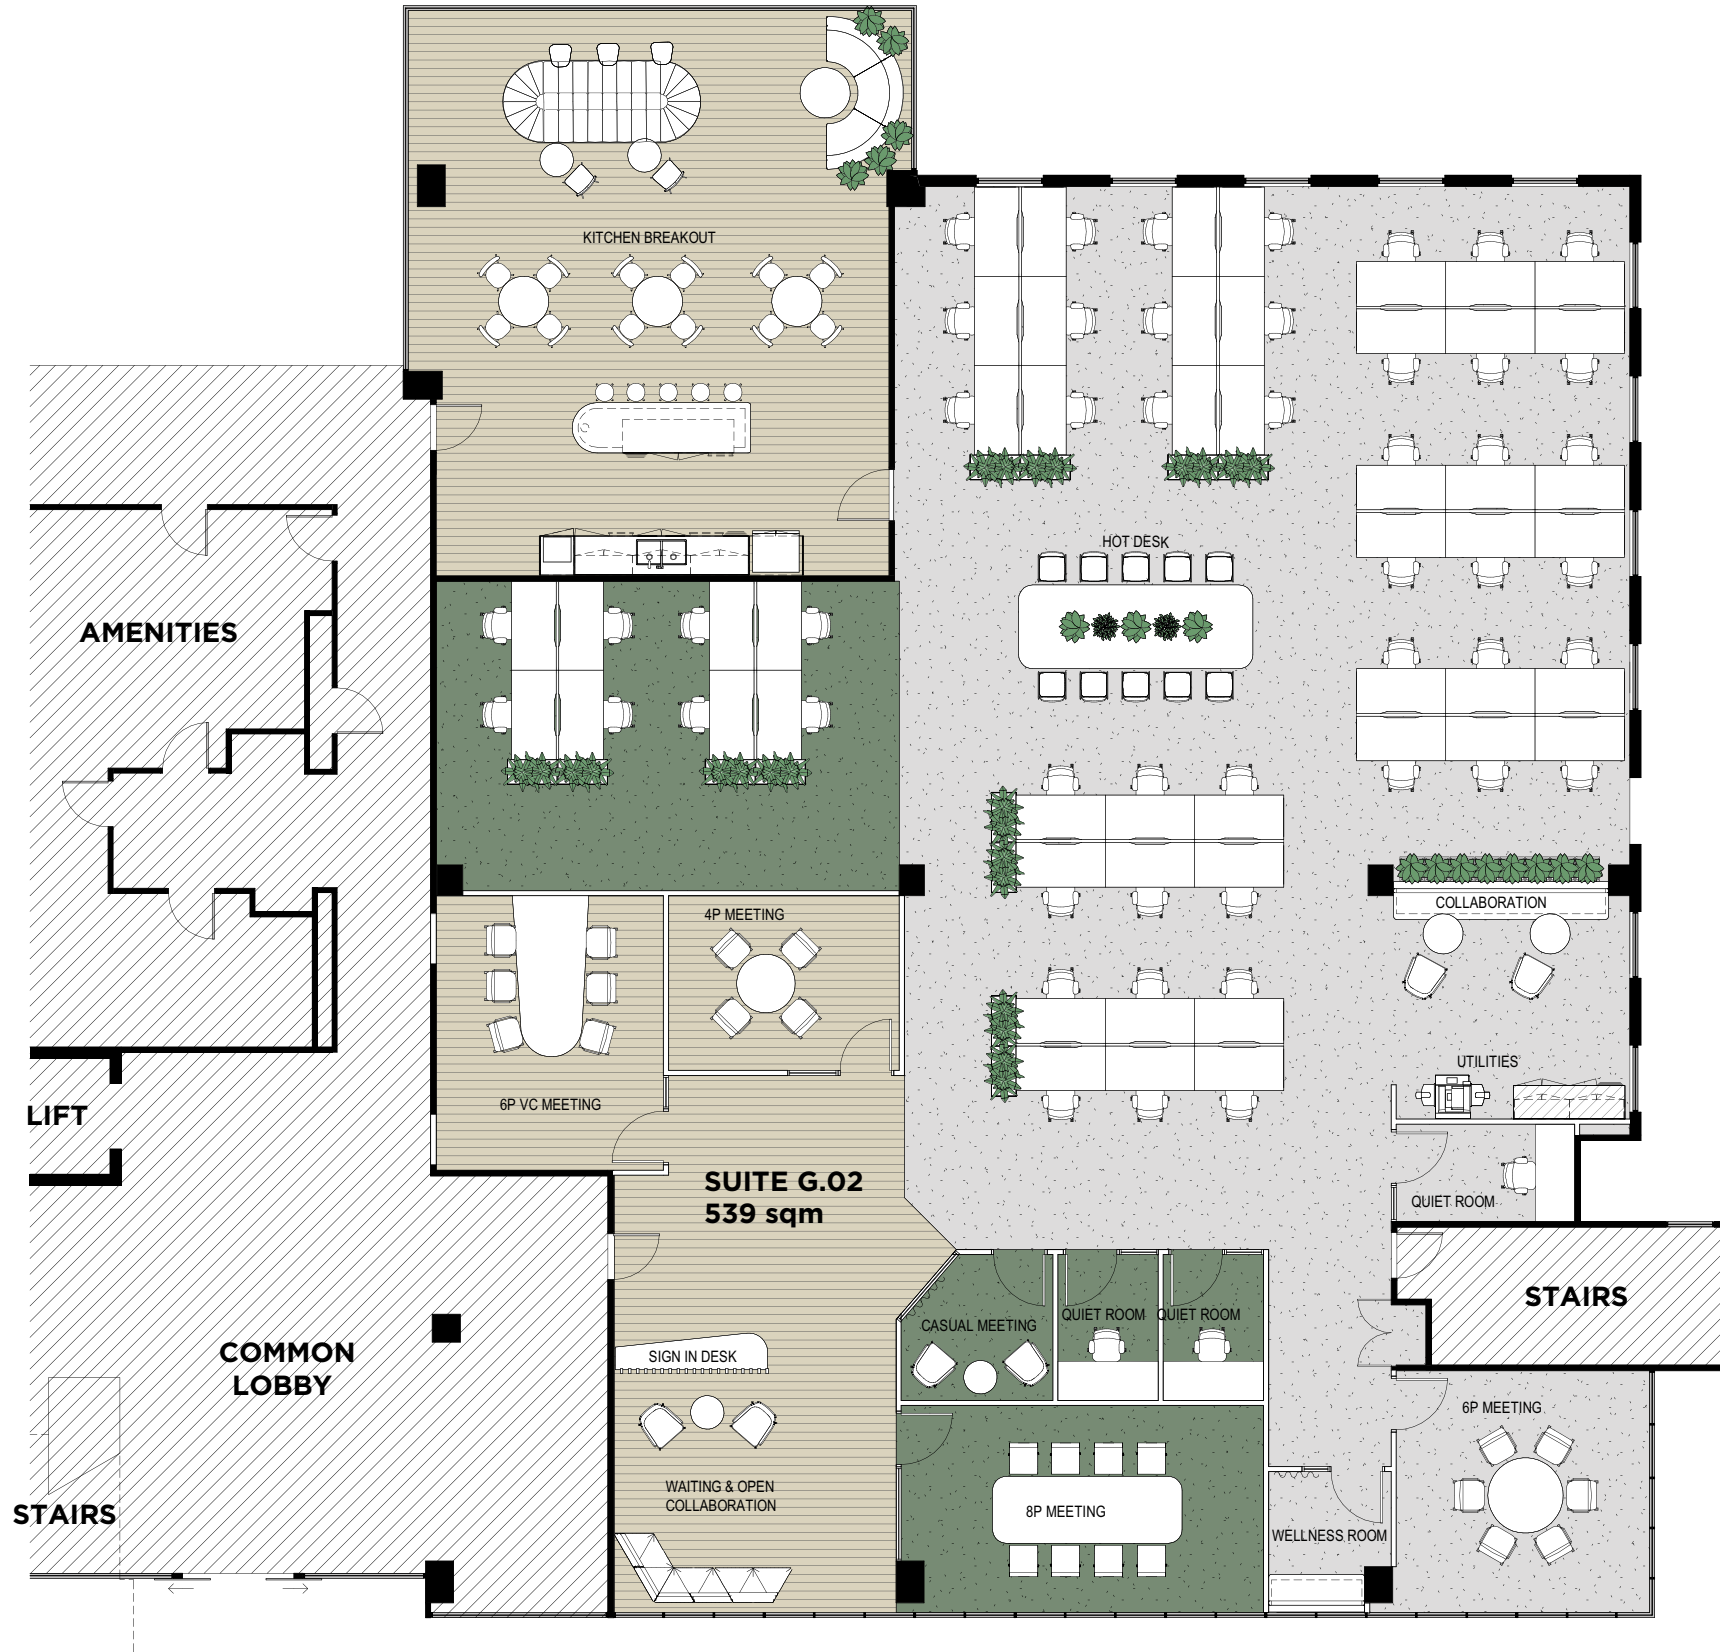 KITCHEN BREAKOUT
HOT DESK
AMENITIES
COLLABORATION
4P MEETING
UTILITIES
6P VC MEETING
LIFT
SUITE G.02
539 sqm
QUIET ROOM
STAIRS
CASUAL MEETING
QUIET ROOM
QUIET ROOM
COMMON
LOBBY
SIGN IN DESK
6P MEETING
WAITING & OPEN
COLLABORATION
8P MEETING
STAIRS
WELLNESS ROOM